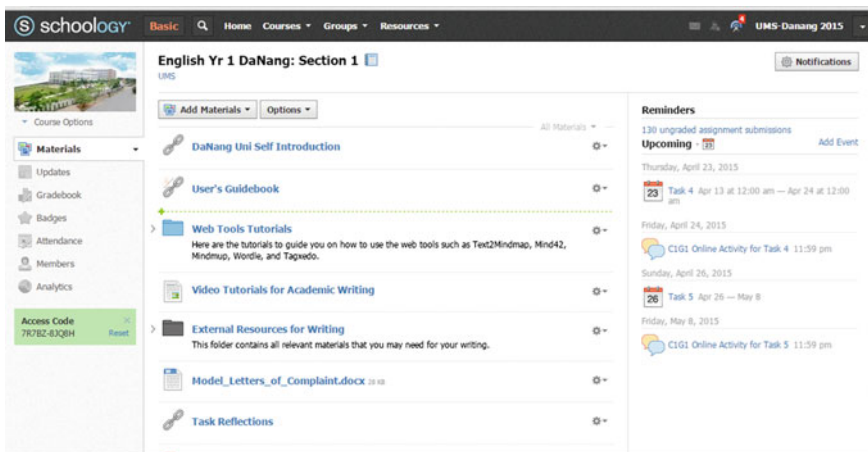 S schoology Basic Home Courses Groups Resources 4 UMS-Danang 2015
English Yr 1 DaNang: Section 1
UMS
Notifications
Course Options
Materials
Updates
Gradebook
Badges
Attendance
Members
Analytics
Access Code
7R7BZ-8JQBH Reset
Add Materials Options
All Materials
DaNang Uni Self Introduction
User's Guidebook
Web Tools Tutorials
Here are the tutorials to guide you on how to use the web tools such as Text2Mindmap, Mind42,
Mindmup, Wordle, and Tagxedo.
Video Tutorials for Academic Writing
External Resources for Writing
This folder contains all relevant materials that you may need for your writing.
Model_Letters_of_Complaint.docx 28 KB
Task Reflections
Reminders
130 ungraded assignment submissions
Upcoming · 23 Add Event
Thursday, April 23, 2015
23 Task 4 Apr 13 at 12:00 am — Apr 24 at 12:00
am
Friday, April 24, 2015
C1G1 Online Activity for Task 4 11:59 pm
Sunday, April 26, 2015
26 Task 5 Apr 26 — May 8
Friday, May 8, 2015
C1G1 Online Activity for Task 5 11:59 pm